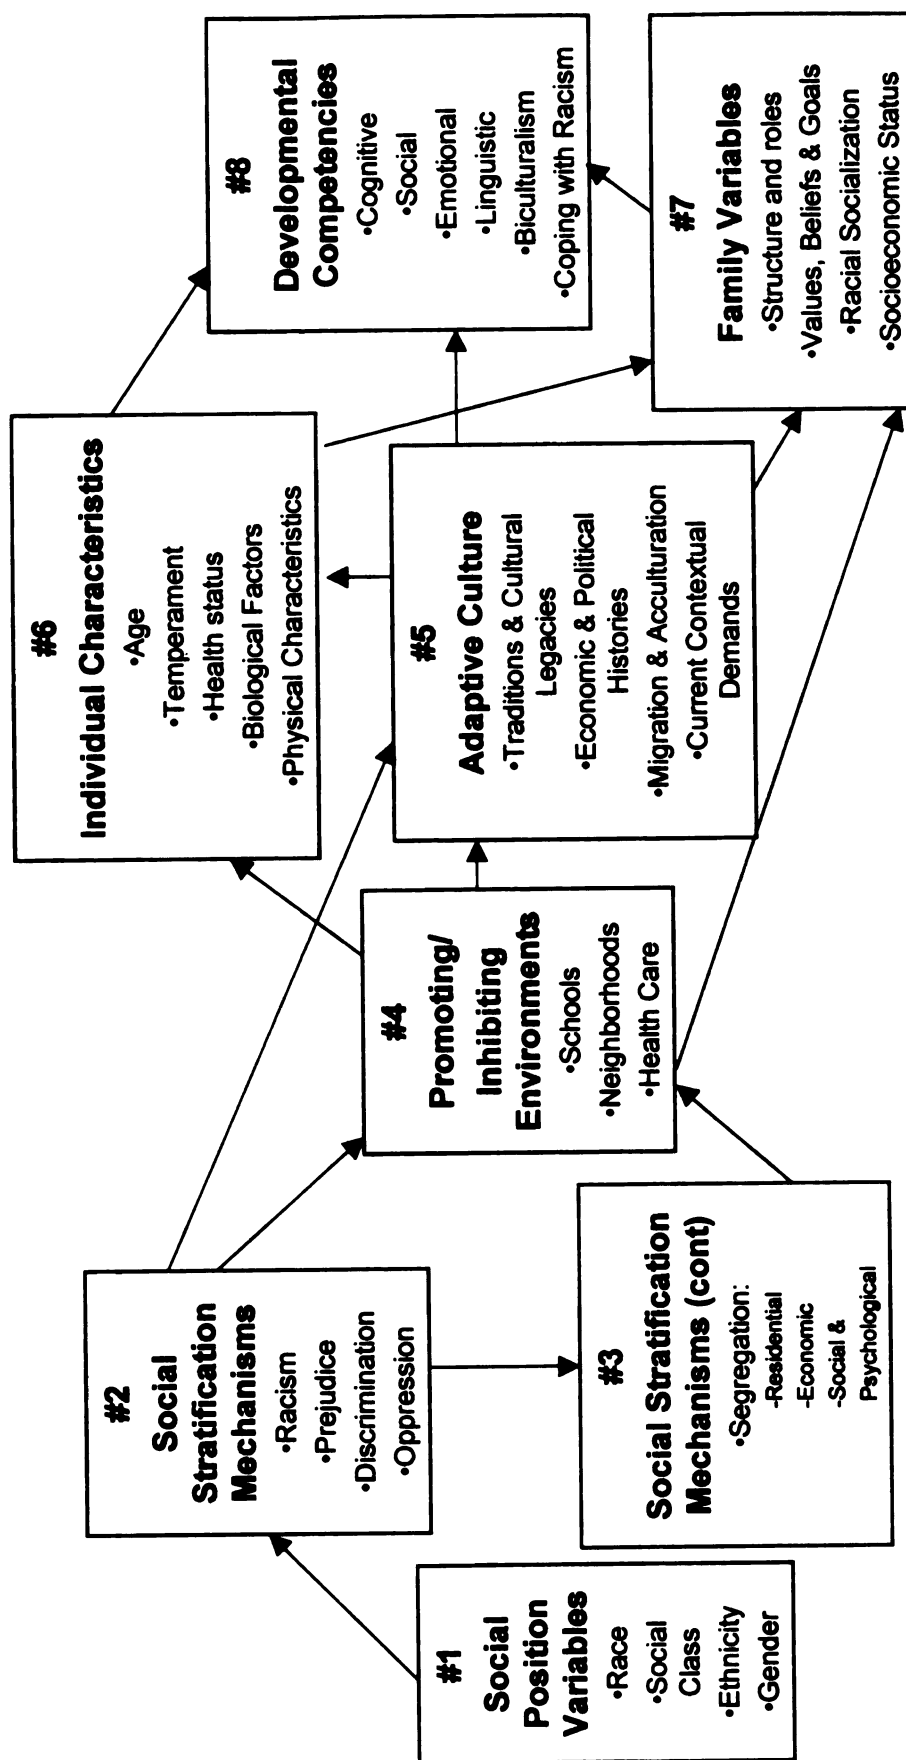 #1
Social
Position
Variables
•Race
•Social
Class
•Ethnicity
•Gender
#2
Social
Stratification
Mechanisms
•Racism
•Prejudice
•Discrimination
•Oppression
#3
Social Stratification
Mechanisms (cont)
•Segregation:
-Residential
-Economic
-Social &
Psychological
#4
Promoting/
Inhibiting
Environments
•Schools
•Neighborhoods
•Health Care
#5
Adaptive Culture
•Traditions & Cultural
Legacies
•Economic & Political
Histories
•Migration & Acculturation
•Current Contextual
Demands
#6
Individual Characteristics
•Age
•Temperament
•Health status
•Biological Factors
•Physical Characteristics
#7
Family Variables
•Structure and roles
•Values, Beliefs & Goals
•Racial Socialization
•Socioeconomic Status
#8
Developmental
Competencies
•Cognitive
•Social
•Emotional
•Linguistic
•Biculturalism
•Coping with Racism